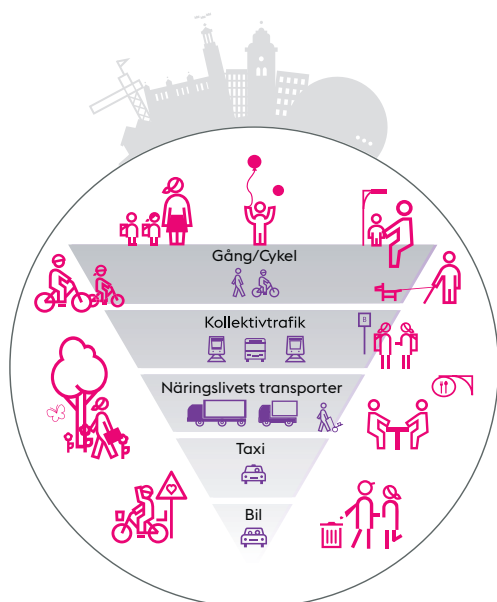 Gång/Cykel
Kollektivtrafik
B
Näringslivets transporter
Taxi
Bil